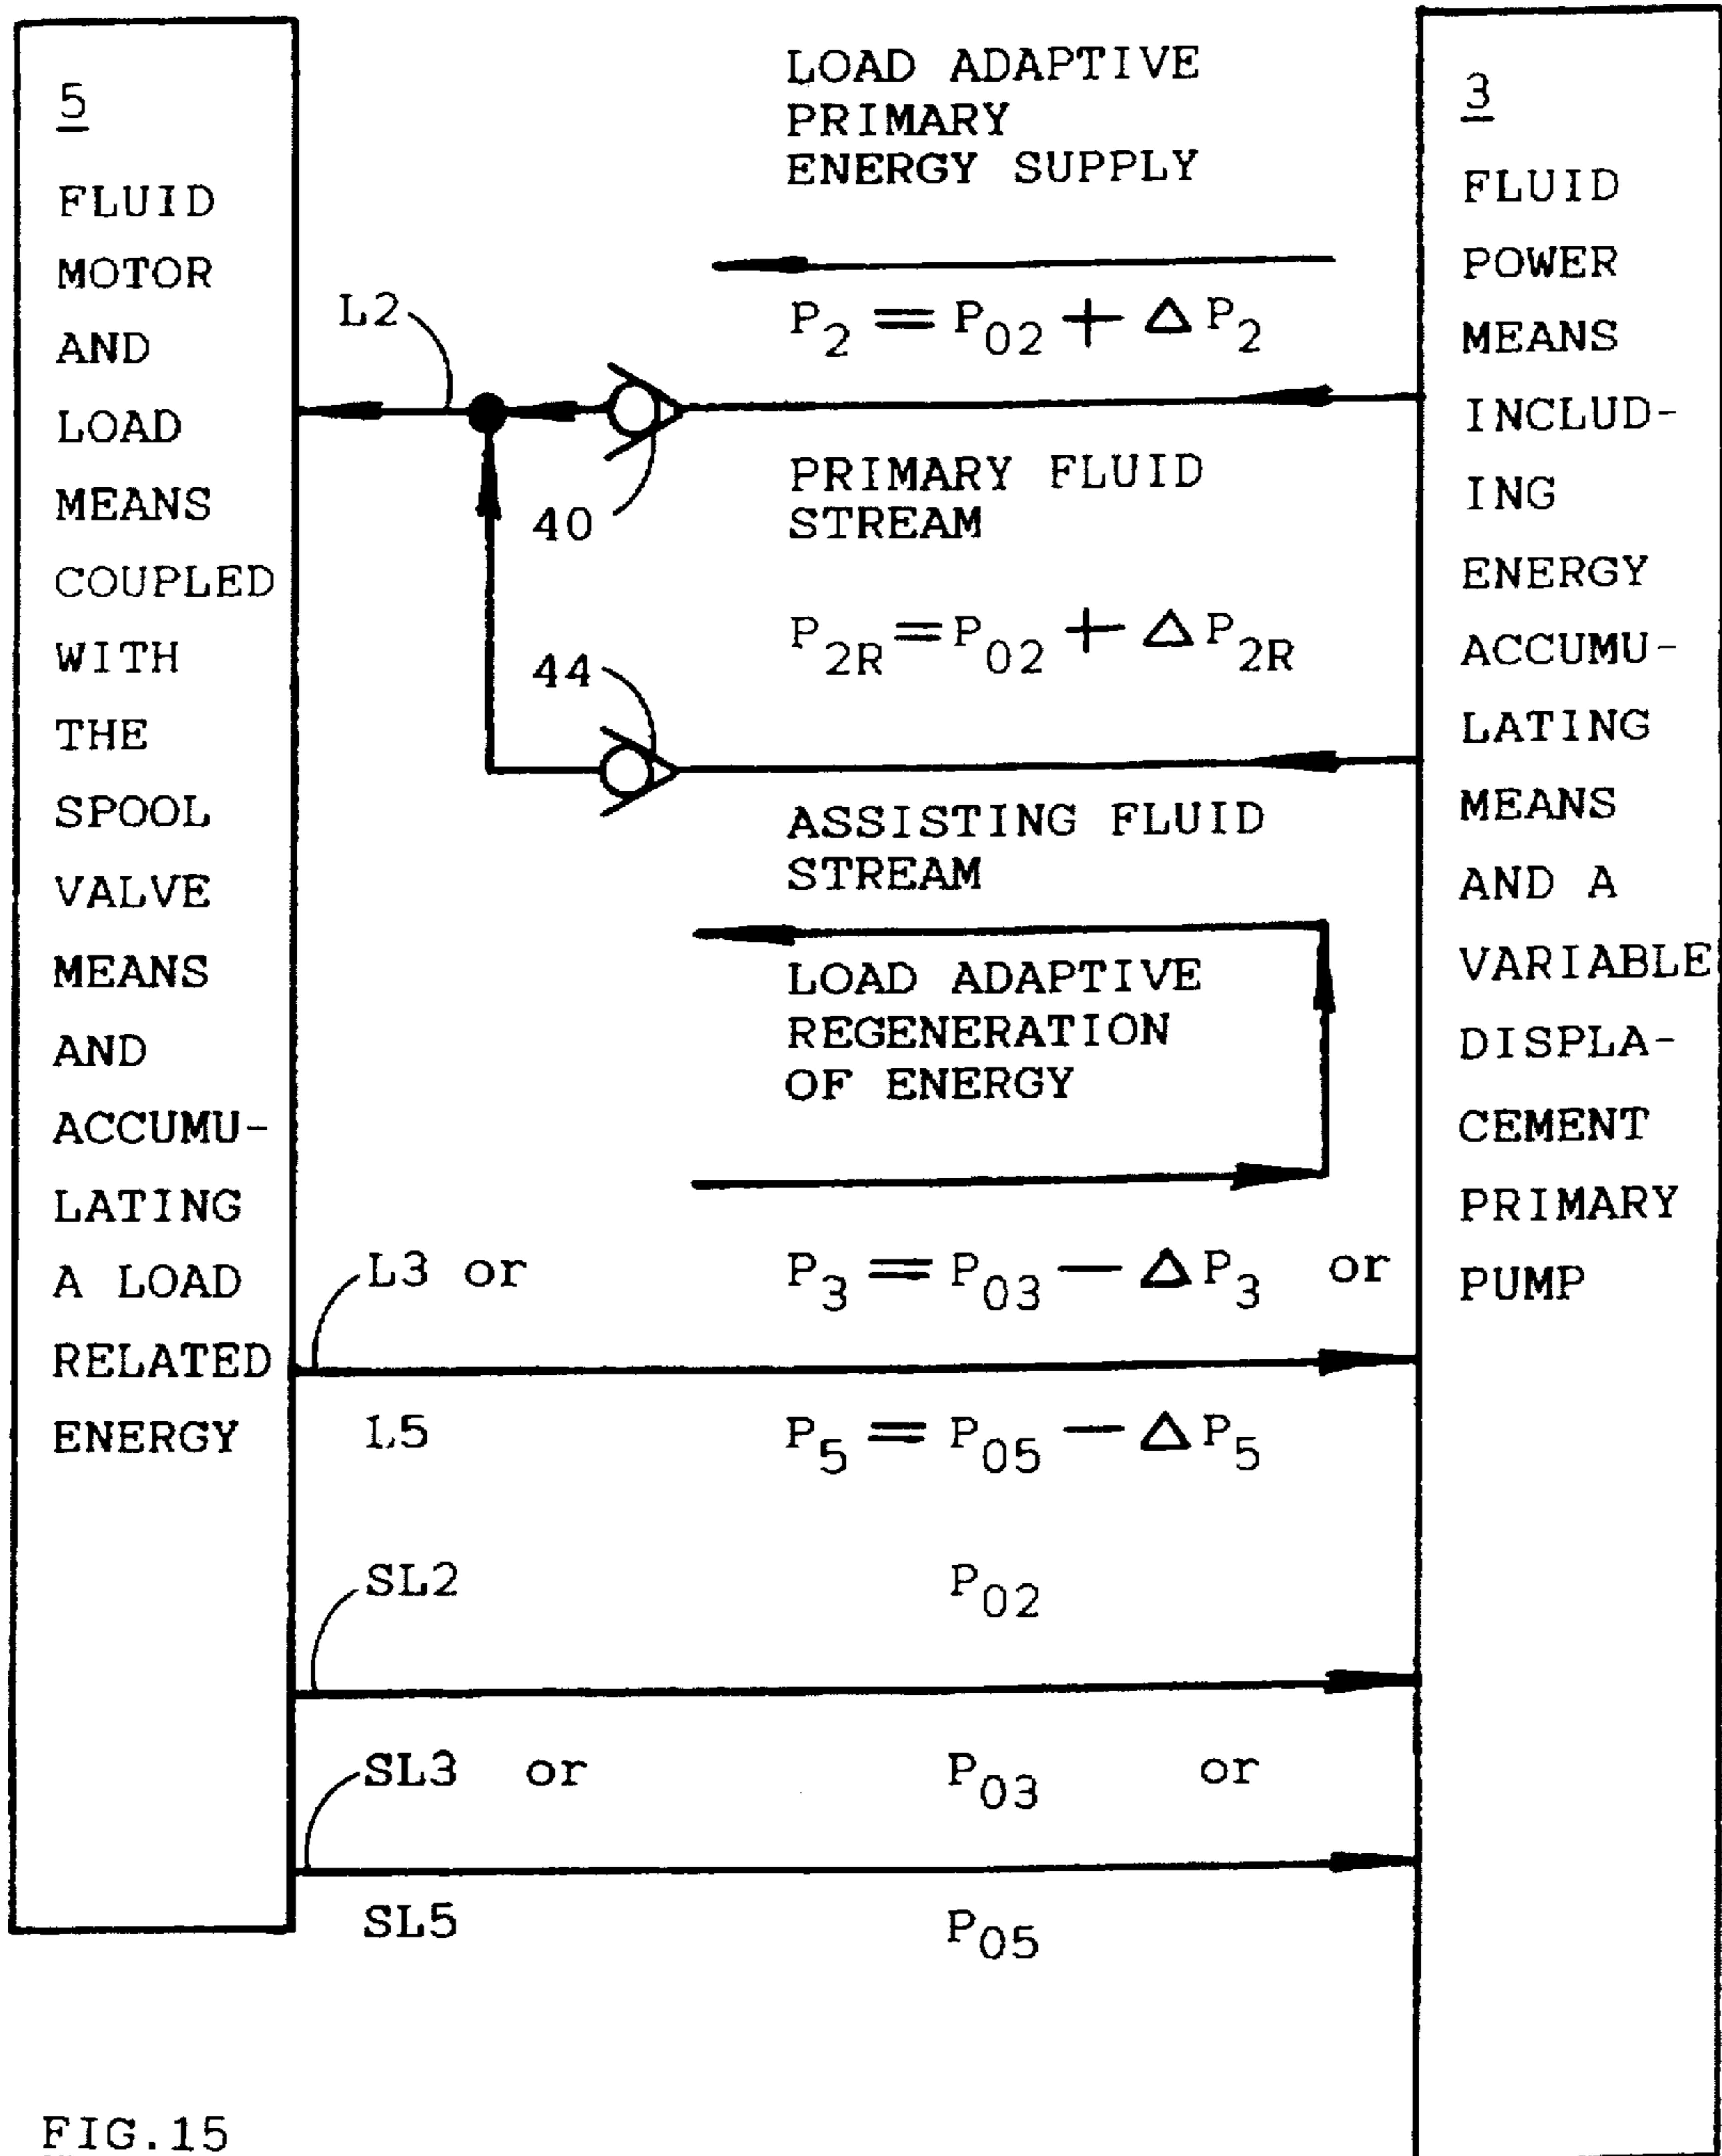 5
FLUID
MOTOR
AND
LOAD
MEANS
COUPLED
WITH
THE
SPOOL
VALVE
MEANS
AND
ACCUMU-
LATING
A LOAD
RELATED
ENERGY
LOAD ADAPTIVE
PRIMARY
ENERGY SUPPLY
P2 = P02 + ΔP2
L2
40
PRIMARY FLUID
STREAM
P2R = P02 + ΔP2R
44
ASSISTING FLUID
STREAM
LOAD ADAPTIVE
REGENERATION
OF ENERGY
L3 or P3 = P03 − ΔP3 or
L5 P5 = P05 − ΔP5
SL2 P02
SL3 or P03 or
SL5 P05
3
FLUID
POWER
MEANS
INCLUD-
ING
ENERGY
ACCUMU-
LATING
MEANS
AND A
VARIABLE
DISPLA-
CEMENT
PRIMARY
PUMP
FIG.15